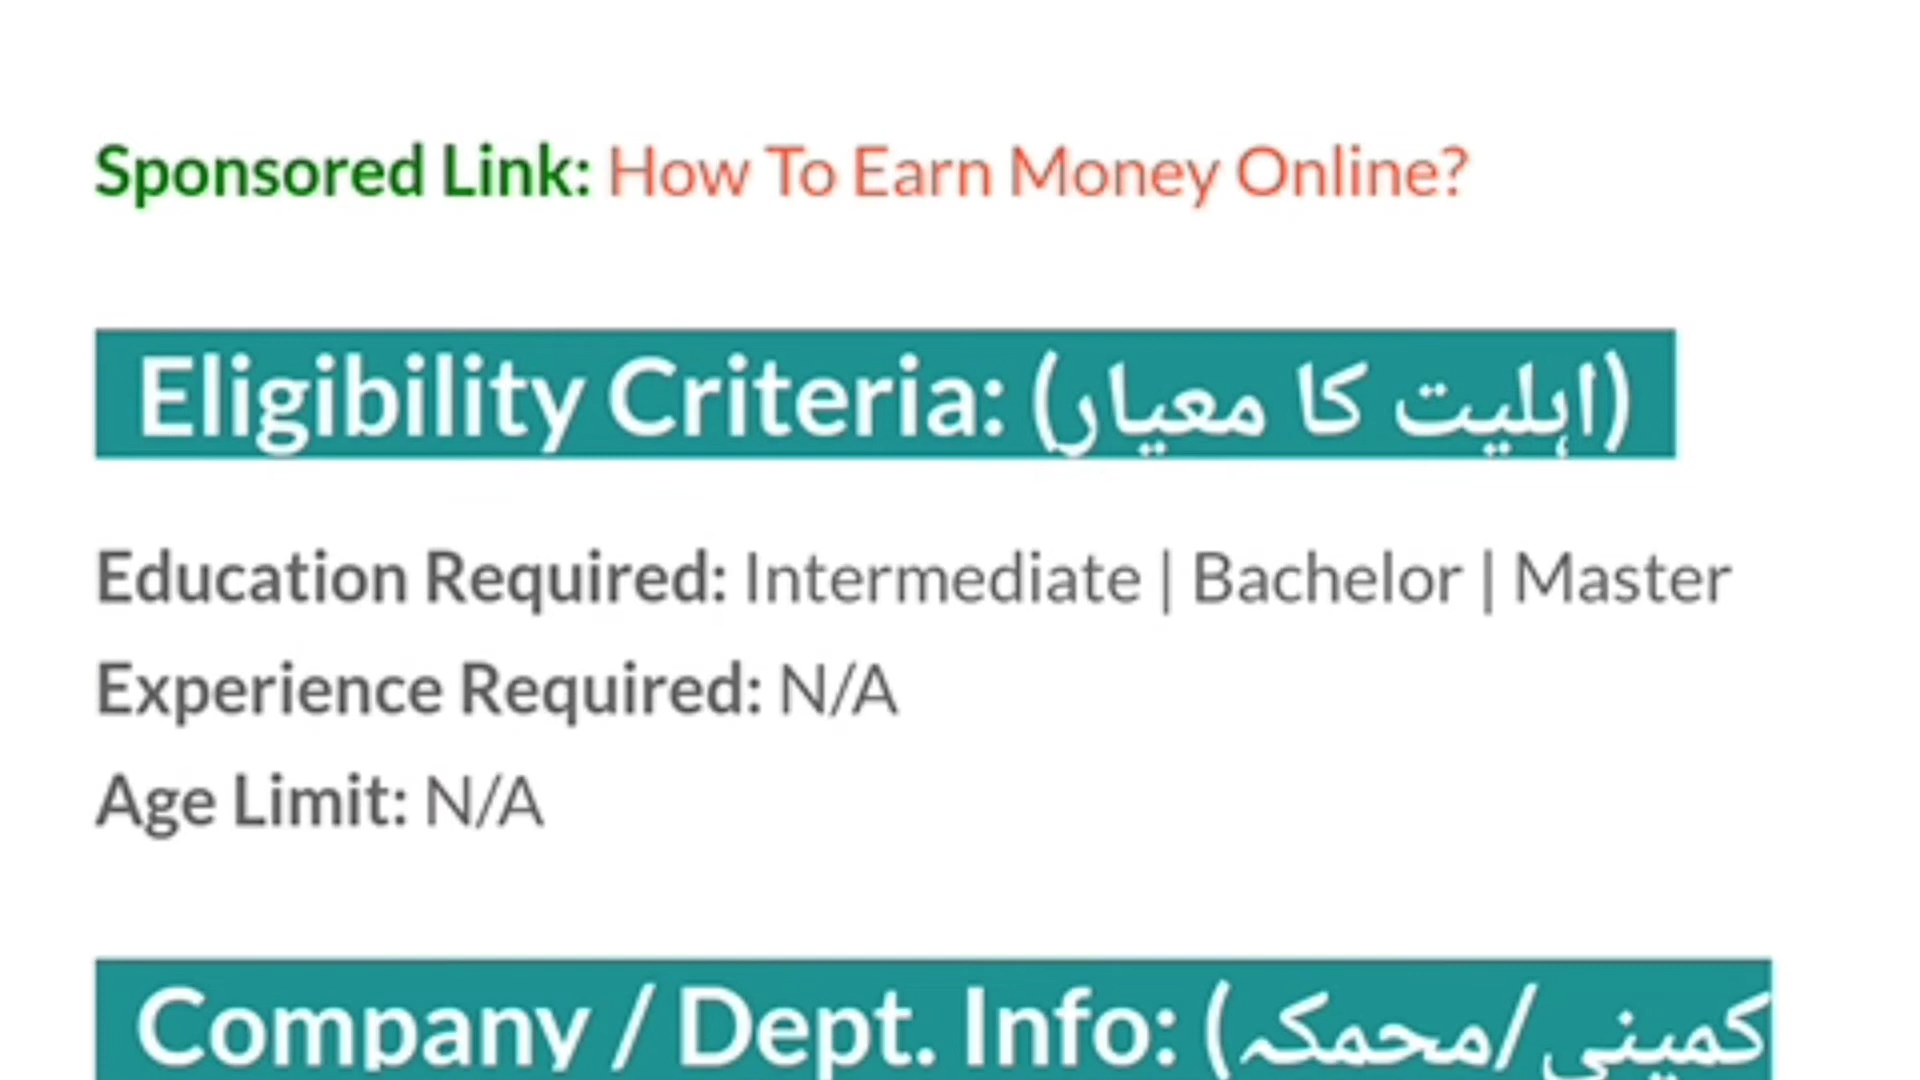 Sponsored Link: How To Earn Money Online?
Eligibility Criteria: (اہلیت کا معیار)
Education Required: Intermediate | Bachelor | Master
Experience Required: N/A
Age Limit: N/A
Company / Dept. Info: (کمپنی/محمکہ